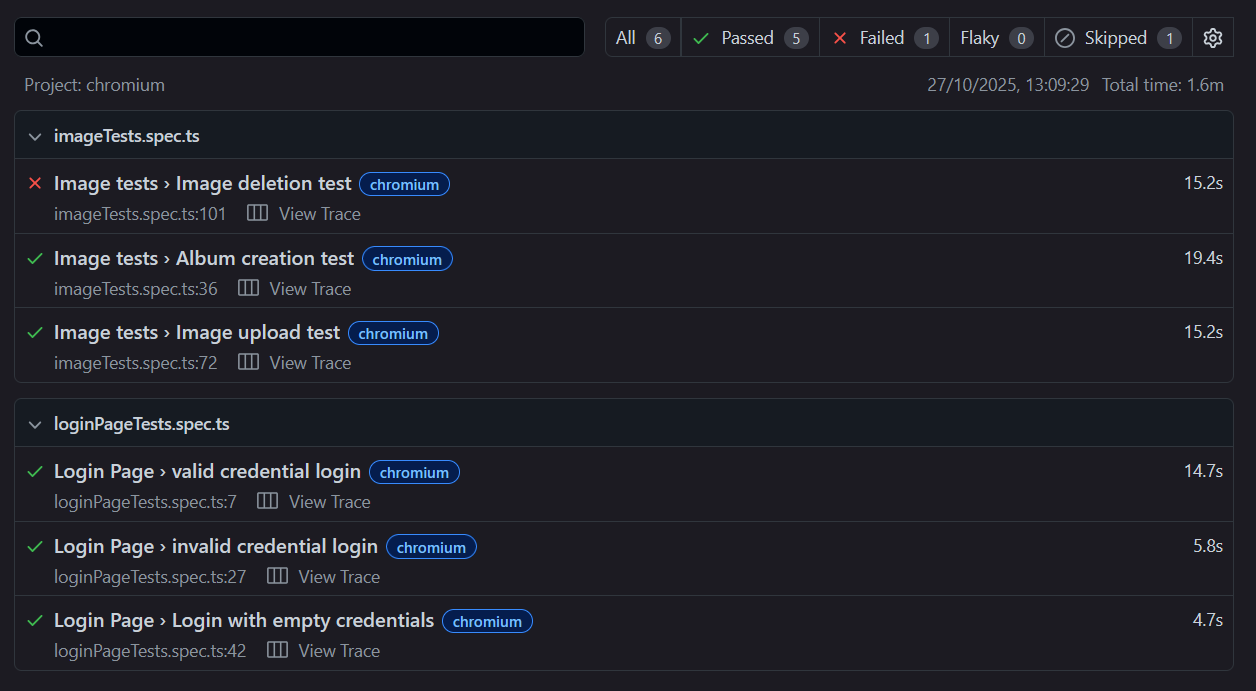 All 6 Passed 5 Failed 1 Flaky 0 Skipped 1
Project: chromium 27/10/2025, 13:09:29 Total time: 1.6m
imageTests.spec.ts
Image tests › Image deletion test chromium 15.2s
imageTests.spec.ts:101 View Trace
Image tests › Album creation test chromium 19.4s
imageTests.spec.ts:36 View Trace
Image tests › Image upload test chromium 15.2s
imageTests.spec.ts:72 View Trace
loginPageTests.spec.ts
Login Page › valid credential login chromium 14.7s
loginPageTests.spec.ts:7 View Trace
Login Page › invalid credential login chromium 5.8s
loginPageTests.spec.ts:27 View Trace
Login Page › Login with empty credentials chromium 4.7s
loginPageTests.spec.ts:42 View Trace